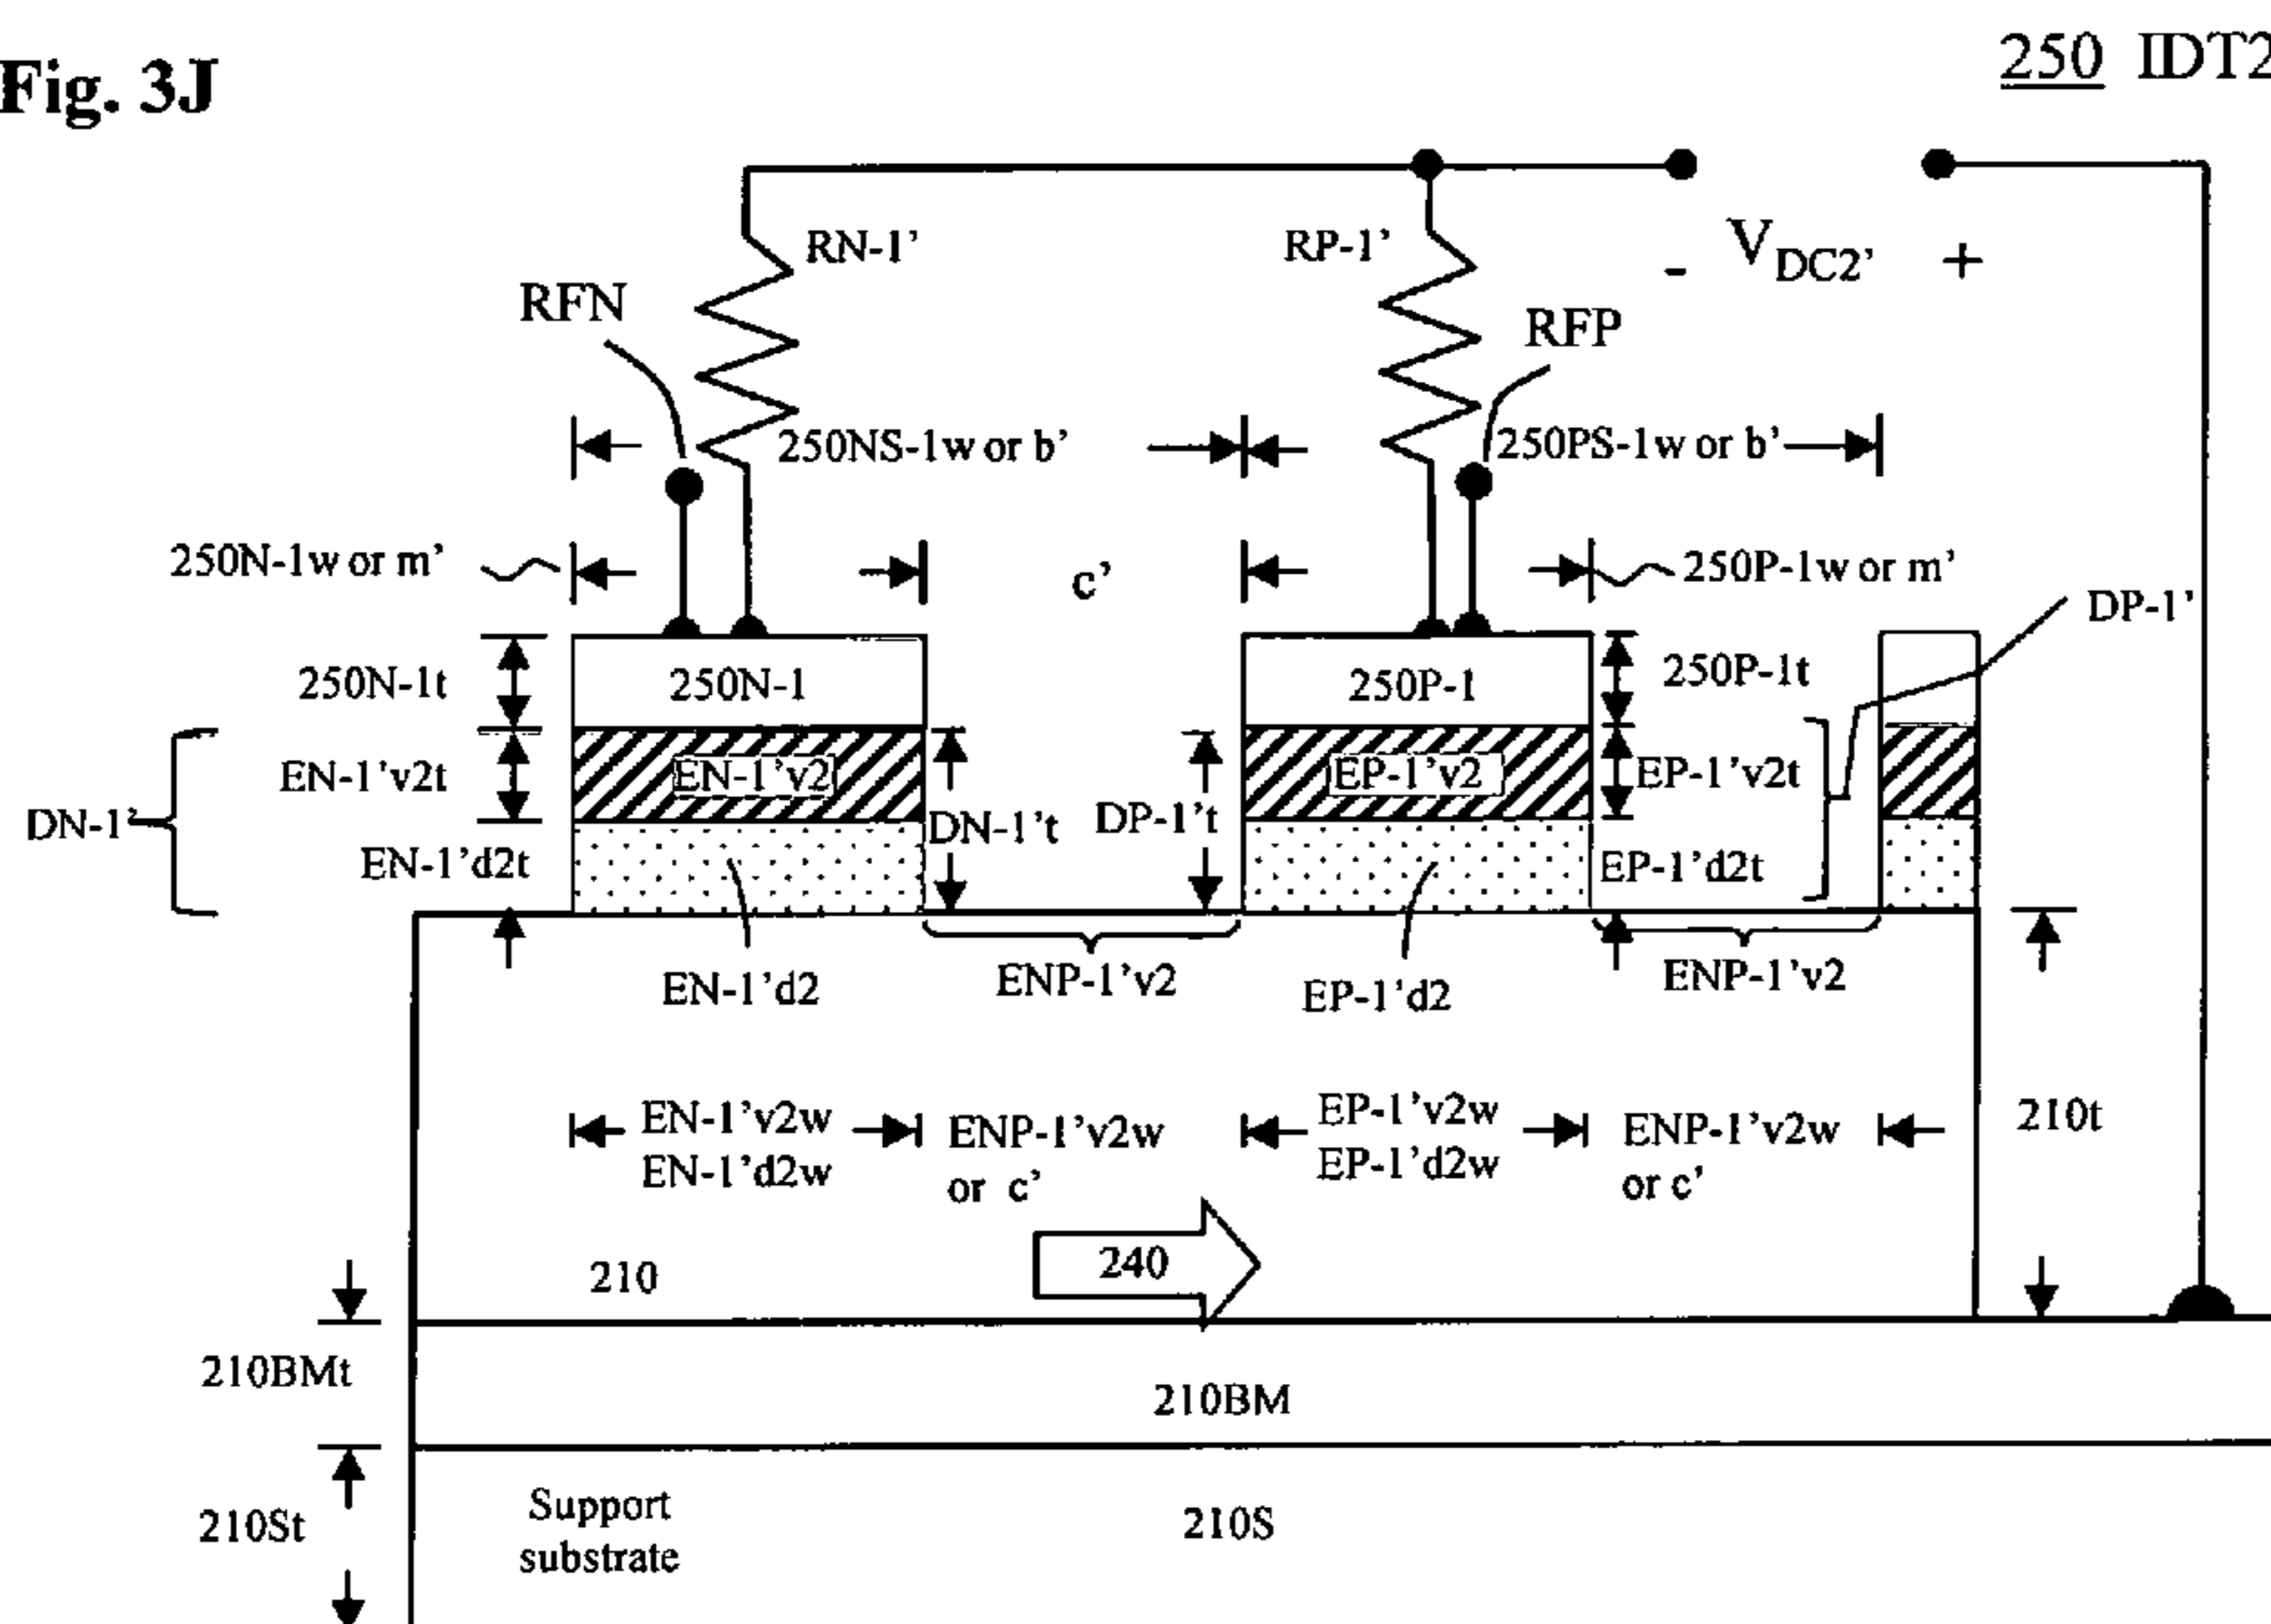 Fig. 3J
250 IDT2
RN-1’
RP-1’
- V DC2’ +
RFN
RFP
250NS-1w or b’
250PS-1w or b’
250N-1w or m’
c’
250P-1w or m’
DP-1’
250N-1t
250N-1
250P-1
250P-1t
EN-1’v2t
EN-1’v2
EP-1’v2
EP-1’v2t
DN-1’
DN-1’t
DP-1’t
EN-1’d2t
EP-1’d2t
EN-1’d2
ENP-1’v2
EP-1’d2
ENP-1’v2
EN-1’v2w
EN-1’d2w
ENP-1’v2w
or c’
EP-1’v2w
EP-1’d2w
ENP-1’v2w
or c’
210t
210
240
210BMt
210BM
210St
Support
substrate
210S